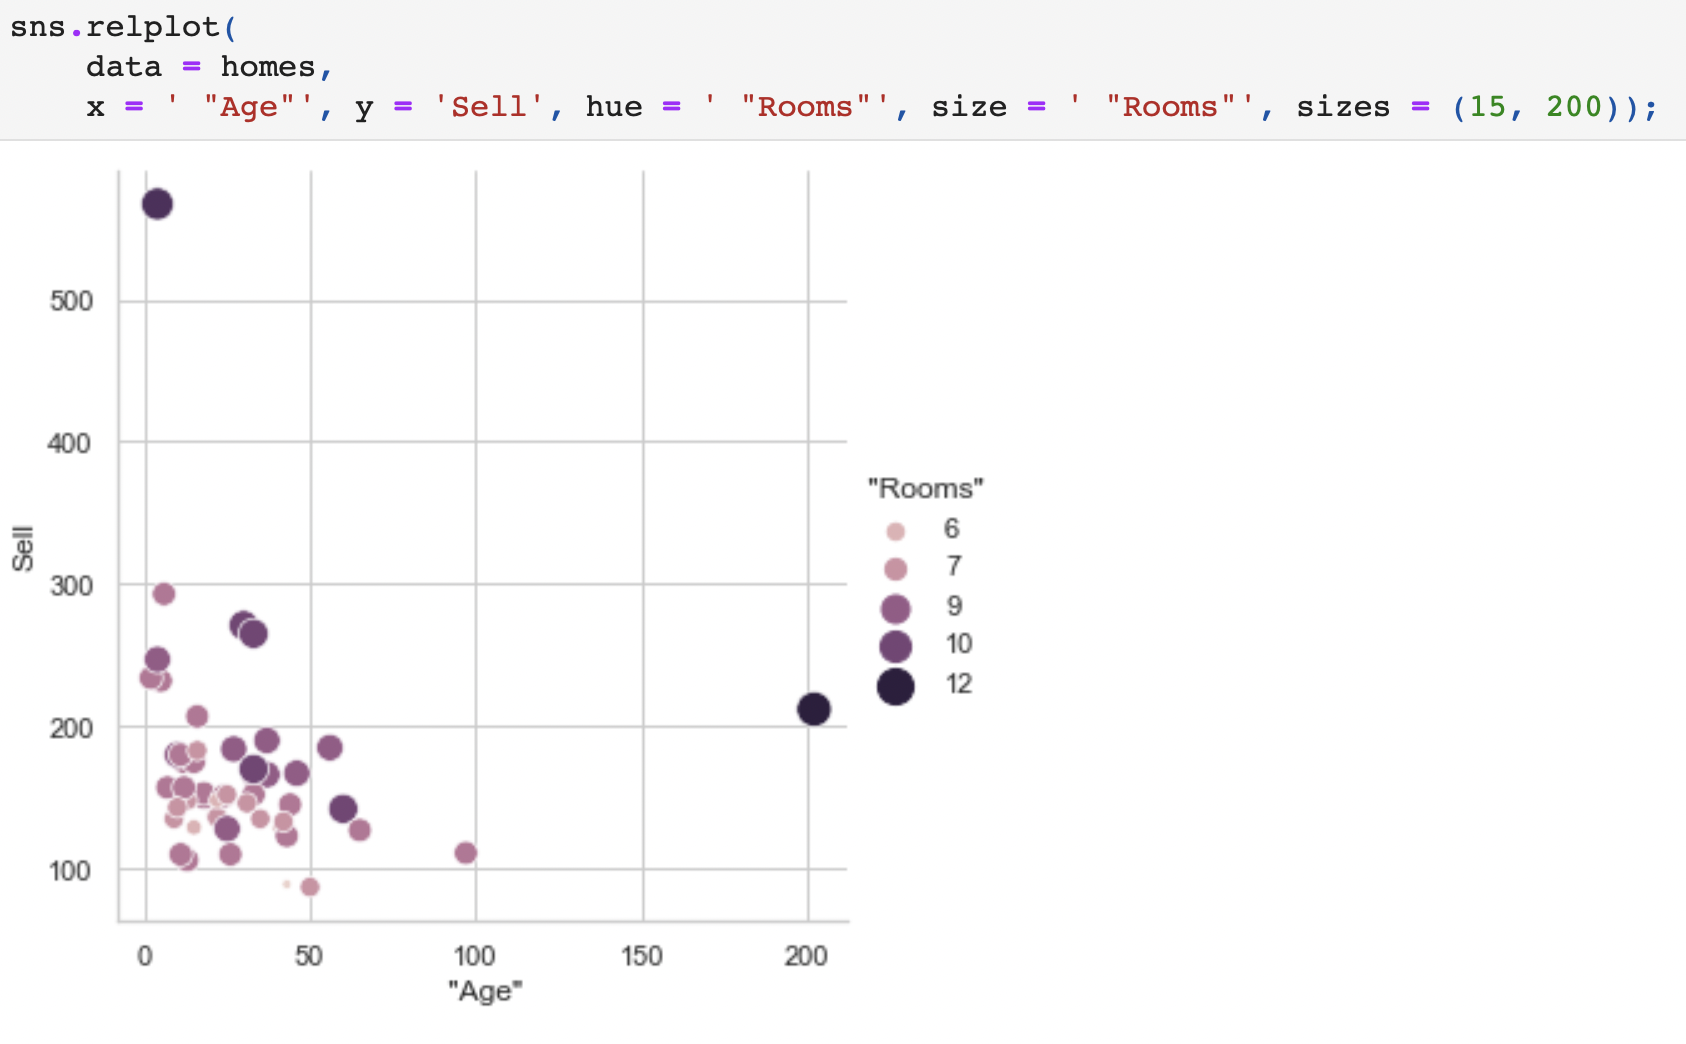 sns.relplot(
    data = homes,
    x = ' "Age"', y = 'Sell', hue = ' "Rooms"', size = ' "Rooms"', sizes = (15, 200));
500
400
300
200
100
Sell
0 50 100 150 200
"Age"
"Rooms"
6
7
9
10
12